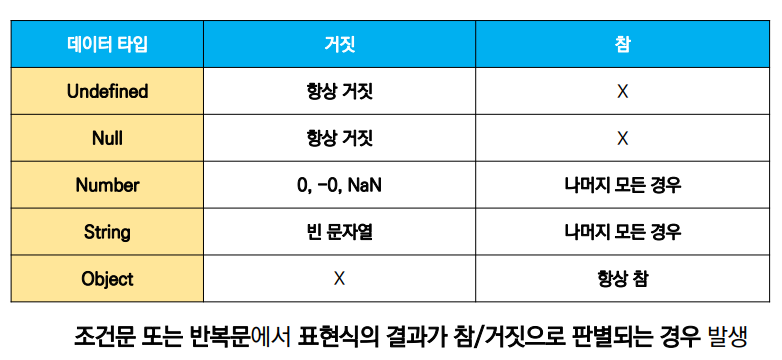 데이터 타입 거짓 참
Undefined 항상 거짓 X
Null 항상 거짓 X
Number 0, -0, NaN 나머지 모든 경우
String 빈 문자열 나머지 모든 경우
Object X 항상 참
조건문 또는 반복문에서 표현식의 결과가 참/거짓으로 판별되는 경우 발생